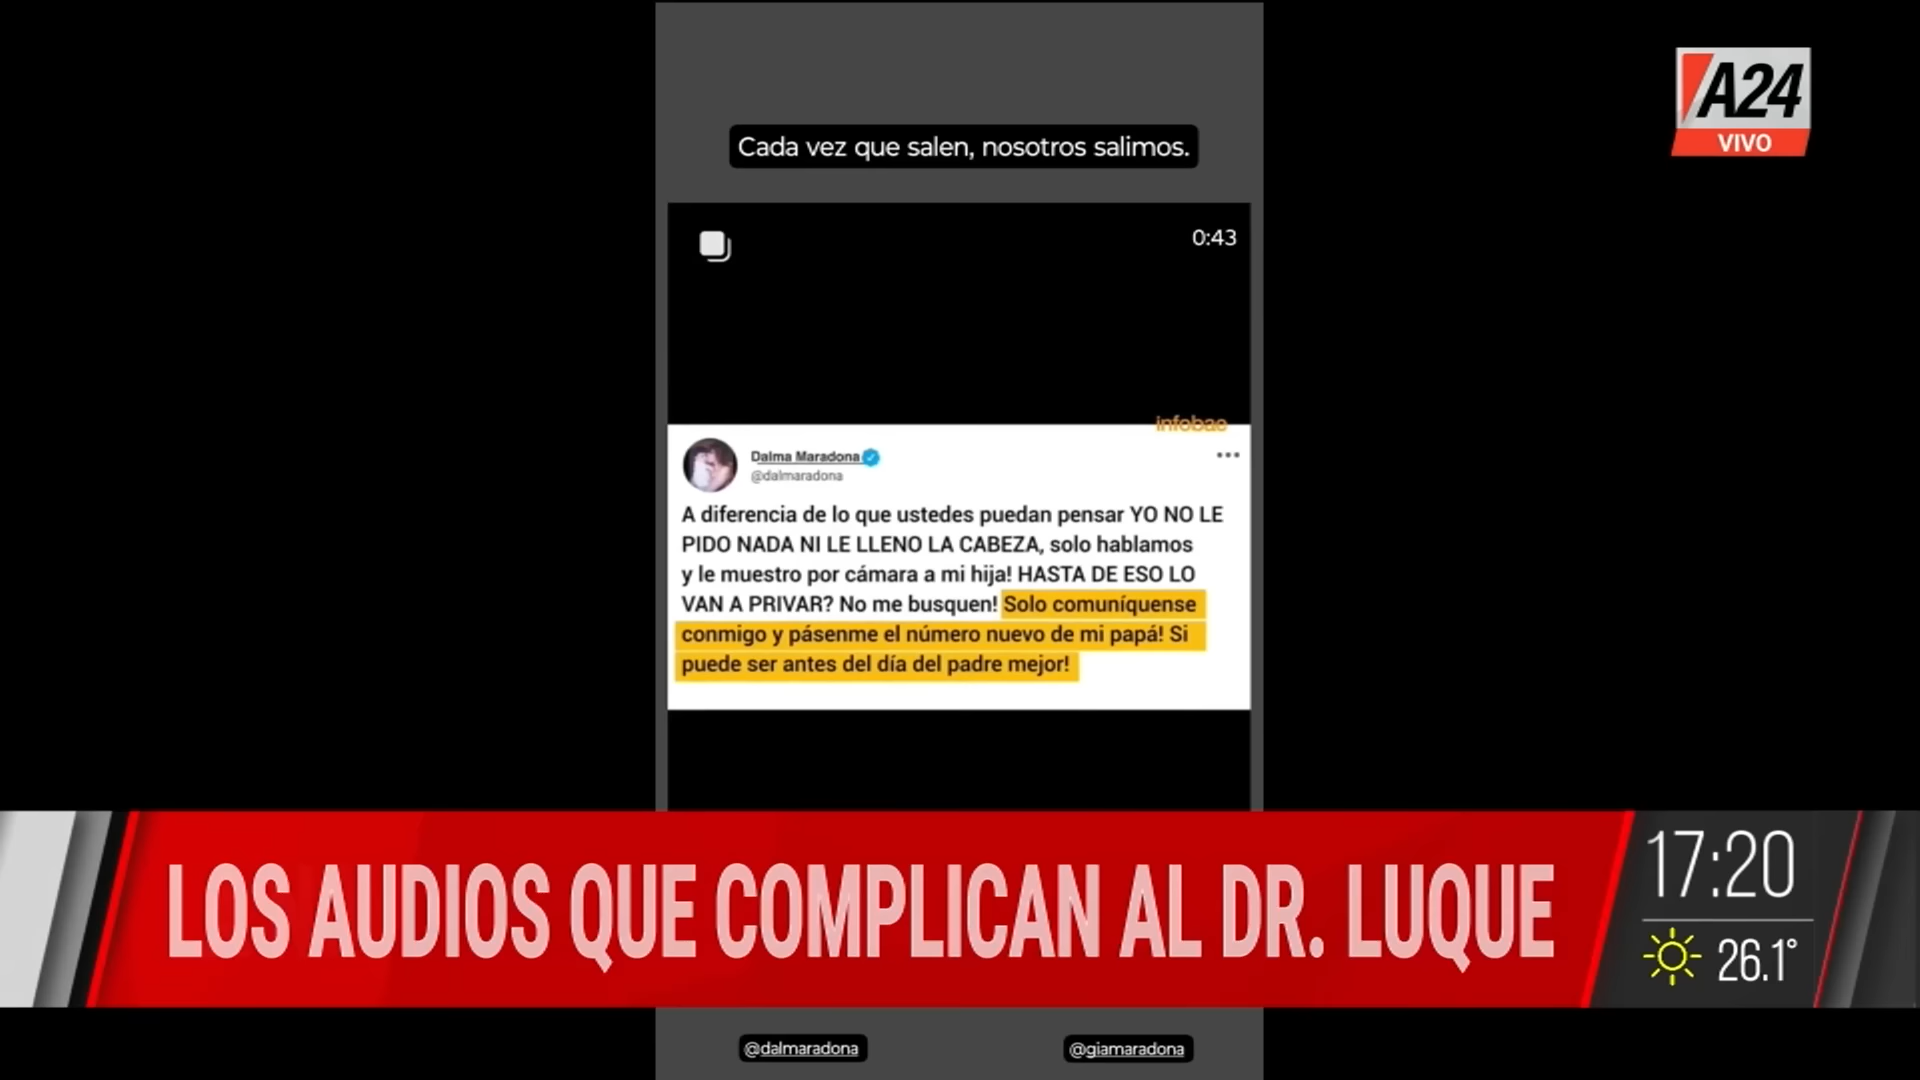 A24
VIVO
Cada vez que salen, nosotros salimos.
0:43
infobae
Dalma Maradona
@dalmaradona
A diferencia de lo que ustedes puedan pensar YO NO LE
PIDO NADA NI LE LLENO LA CABEZA, solo hablamos
y le muestro por cámara a mi hija! HASTA DE ESO LO
VAN A PRIVAR? No me busquen! Solo comuníquense
conmigo y pásenme el número nuevo de mi papá! Si
puede ser antes del día del padre mejor!
LOS AUDIOS QUE COMPLICAN AL DR. LUQUE
17:20
26.1°
@dalmaradona
@giamaradona